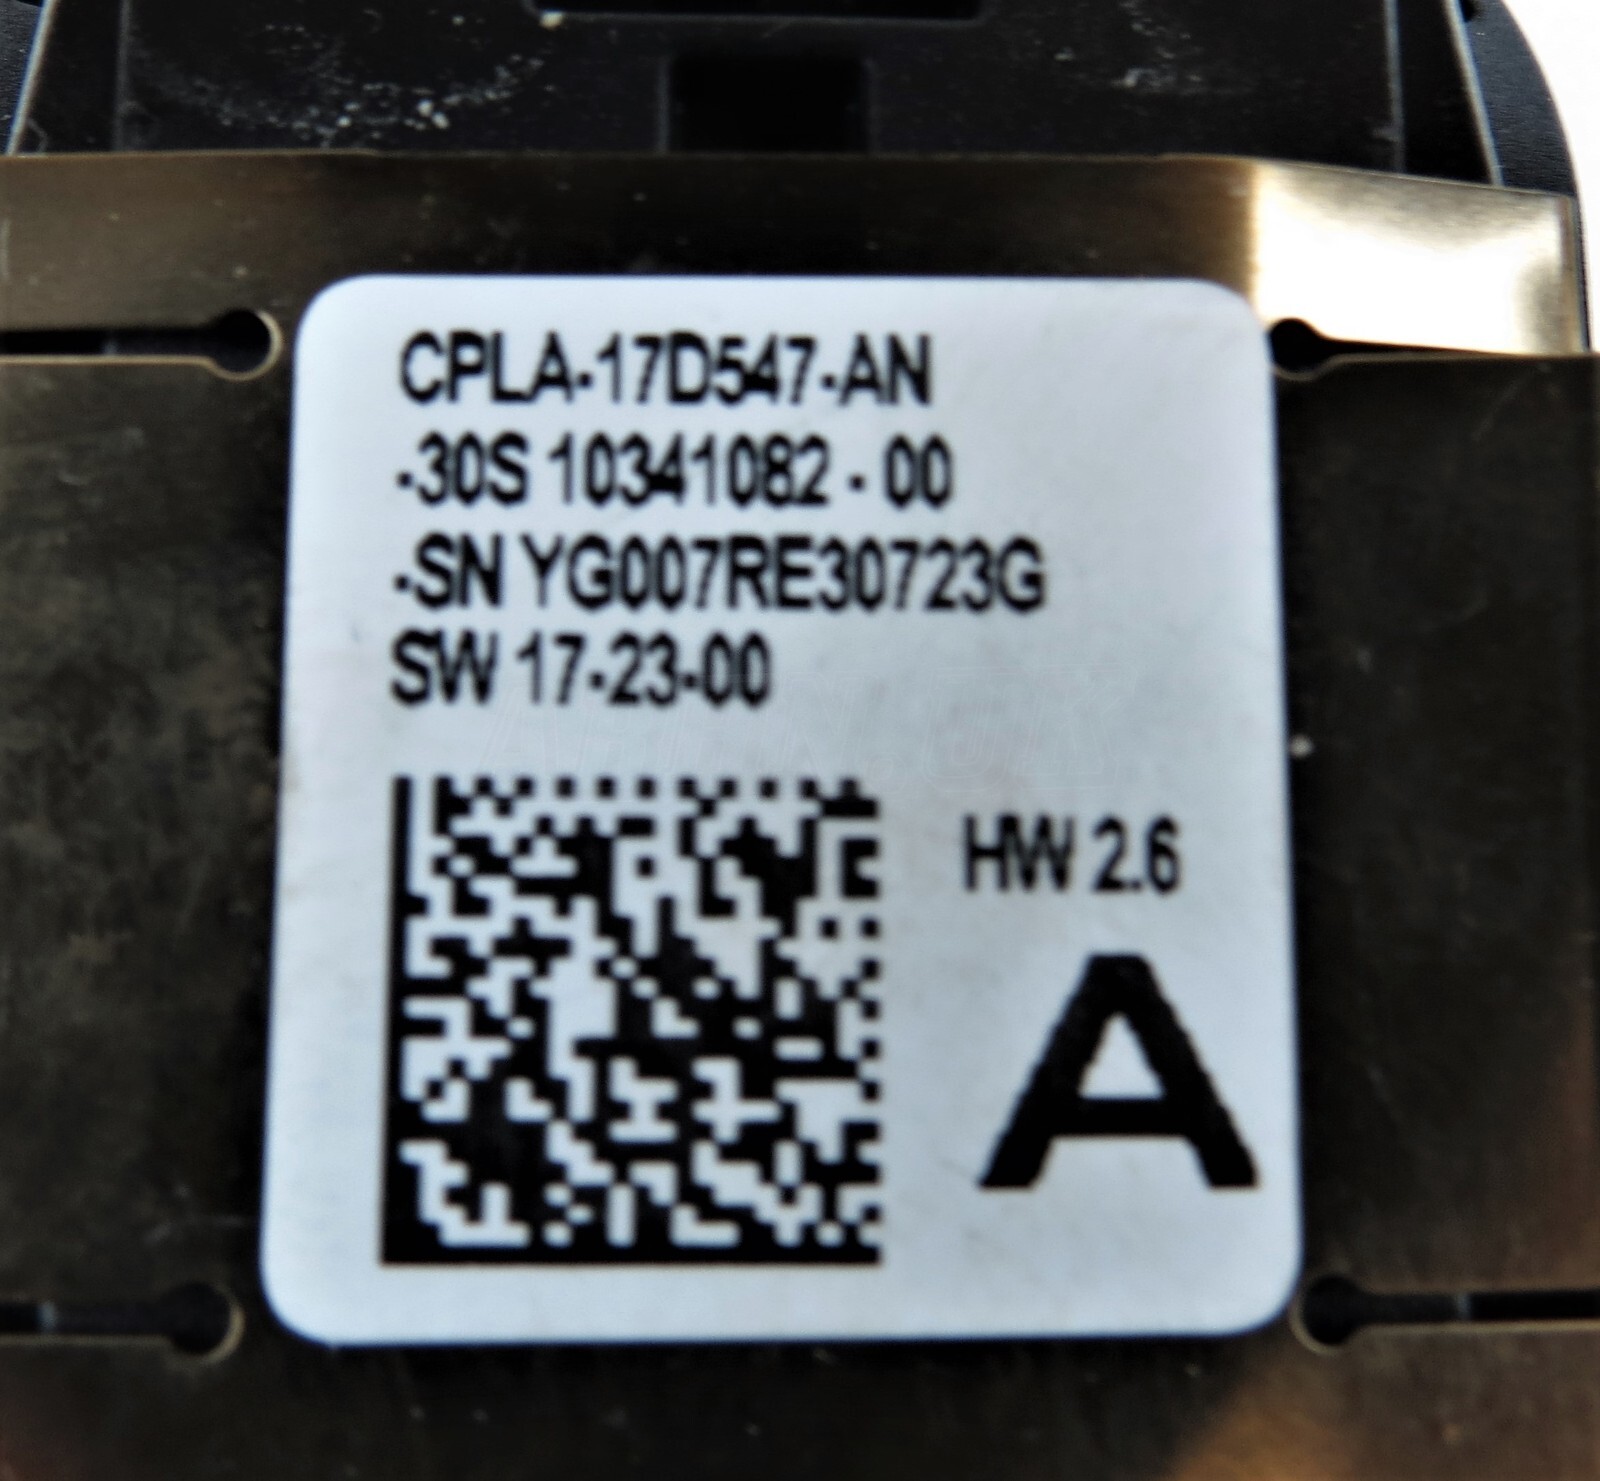 CPLA-17D547-AN
-30S 10341082 - 00
-SN YG007RE30723G
SW 17-23-00
HW 2.6
A